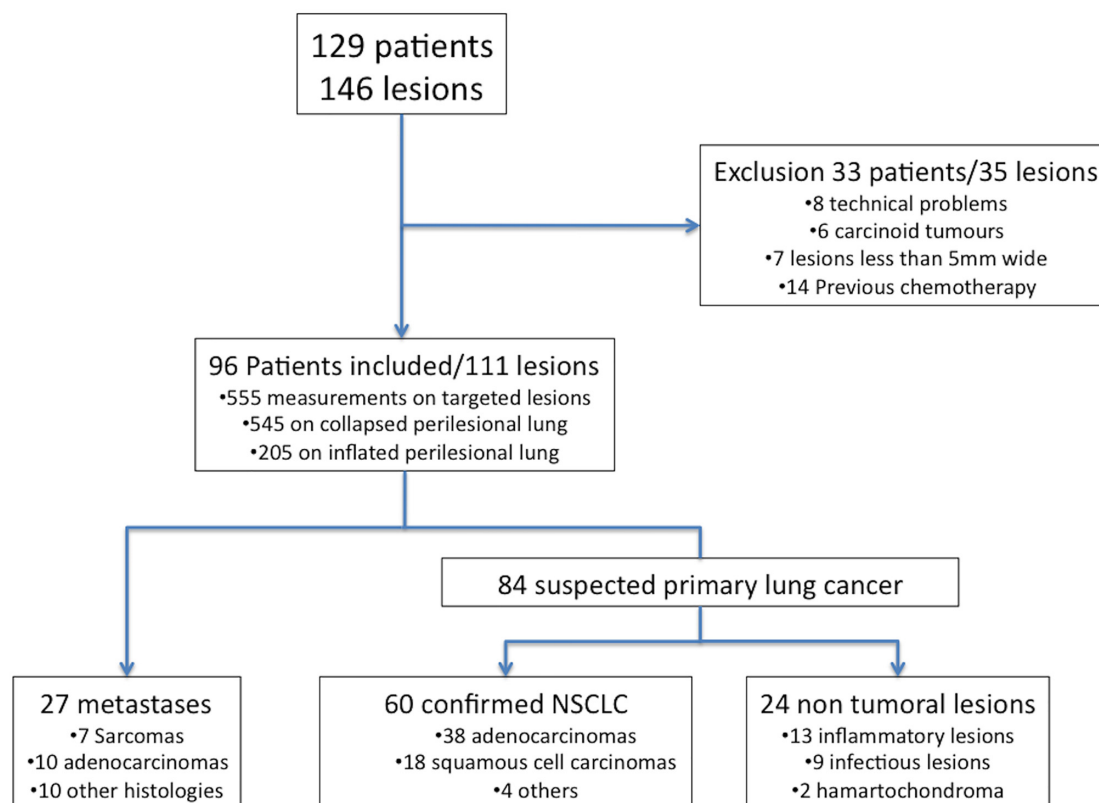 129 patients
146 lesions
Exclusion 33 patients/35 lesions
•8 technical problems
•6 carcinoid tumours
•7 lesions less than 5mm wide
•14 Previous chemotherapy
96 Patients included/111 lesions
•555 measurements on targeted lesions
•545 on collapsed perilesional lung
•205 on inflated perilesional lung
84 suspected primary lung cancer
27 metastases
•7 Sarcomas
•10 adenocarcinomas
•10 other histologies
60 confirmed NSCLC
•38 adenocarcinomas
•18 squamous cell carcinomas
•4 others
24 non tumoral lesions
•13 inflammatory lesions
•9 infectious lesions
•2 hamartochondroma